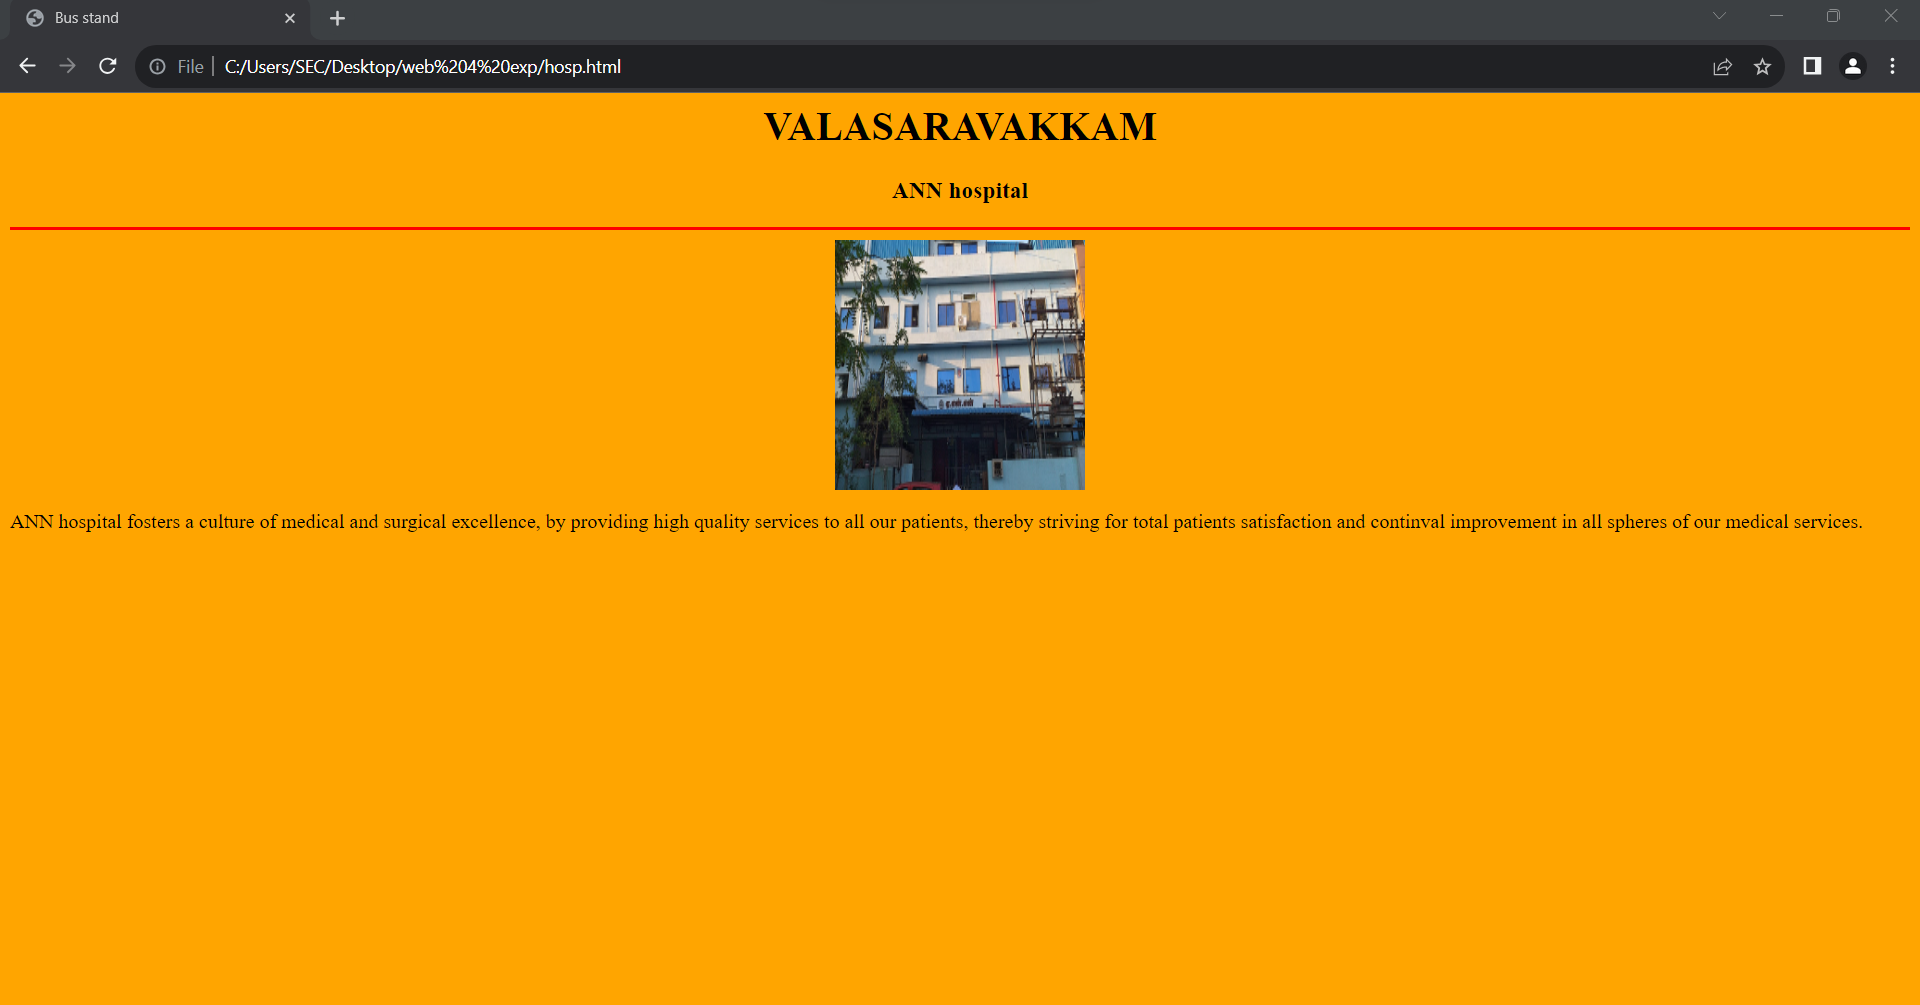 Bus stand
File
C:/Users/SEC/Desktop/web%204%20exp/hosp.html
VALASARAVAKKAM
ANN hospital
ஏ.என்.என்
ANN hospital fosters a culture of medical and surgical excellence, by providing high quality services to all our patients, thereby striving for total patients satisfaction and continval improvement in all spheres of our medical services.